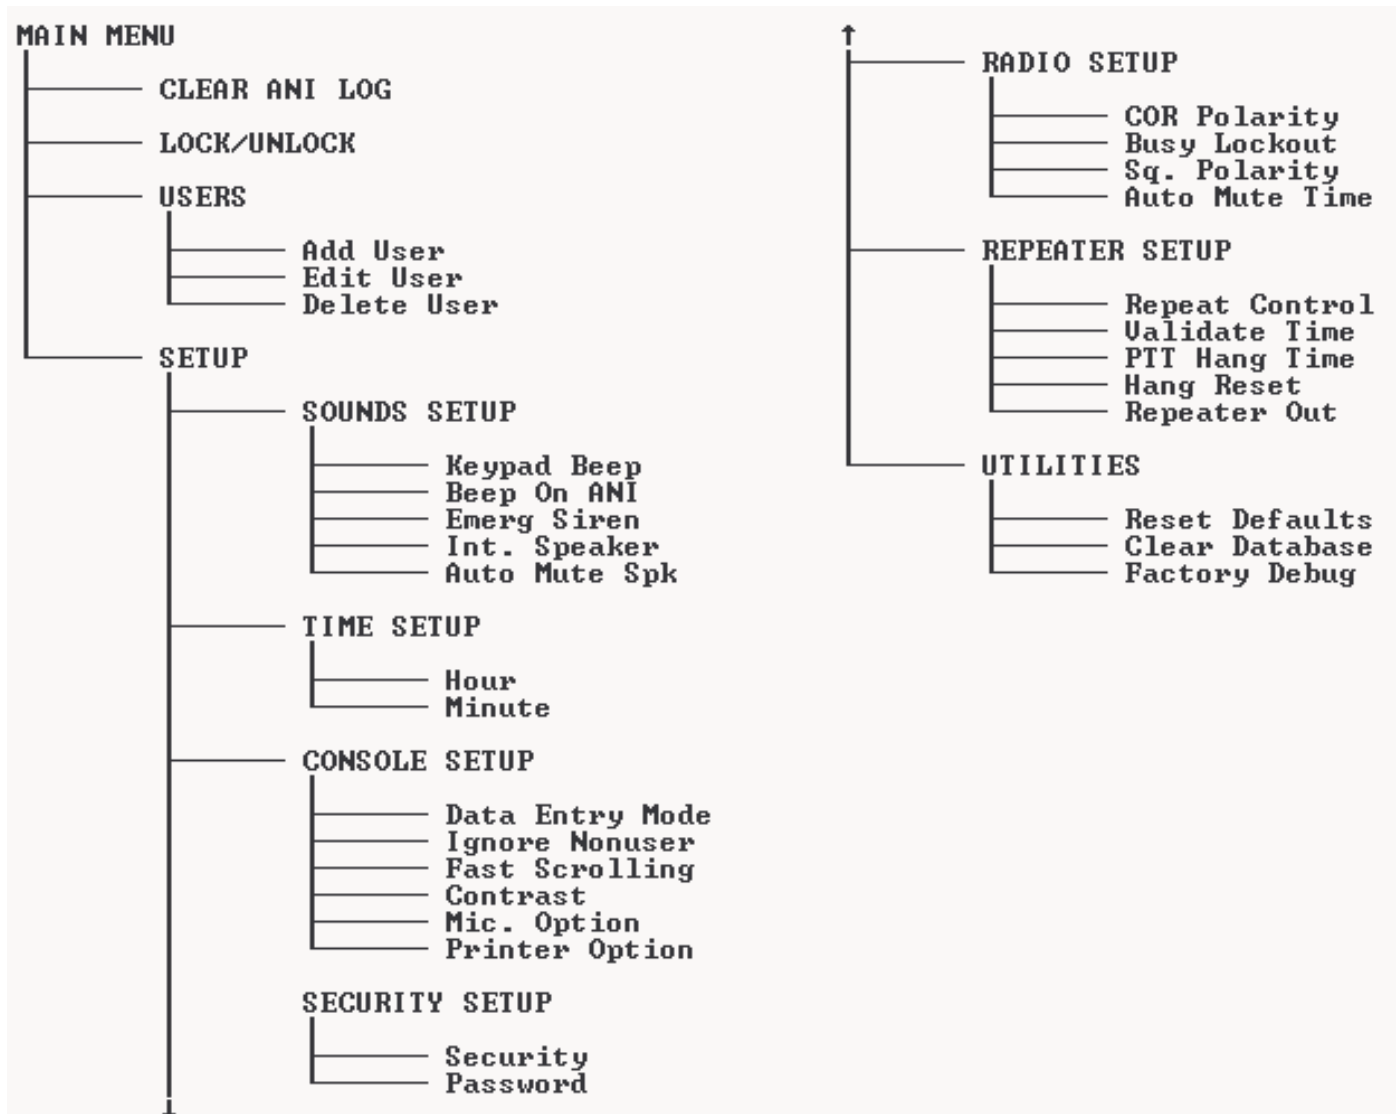 MAIN MENU
CLEAR ANI LOG
LOCK/UNLOCK
USERS
Add User
Edit User
Delete User
SETUP
SOUNDS SETUP
Keypad Beep
Beep On ANI
Emerg Siren
Int. Speaker
Auto Mute Spk
TIME SETUP
Hour
Minute
CONSOLE SETUP
Data Entry Mode
Ignore Nonuser
Fast Scrolling
Contrast
Mic. Option
Printer Option
SECURITY SETUP
Security
Password
RADIO SETUP
COR Polarity
Busy Lockout
Sq. Polarity
Auto Mute Time
REPEATER SETUP
Repeat Control
Validate Time
PTT Hang Time
Hang Reset
Repeater Out
UTILITIES
Reset Defaults
Clear Database
Factory Debug